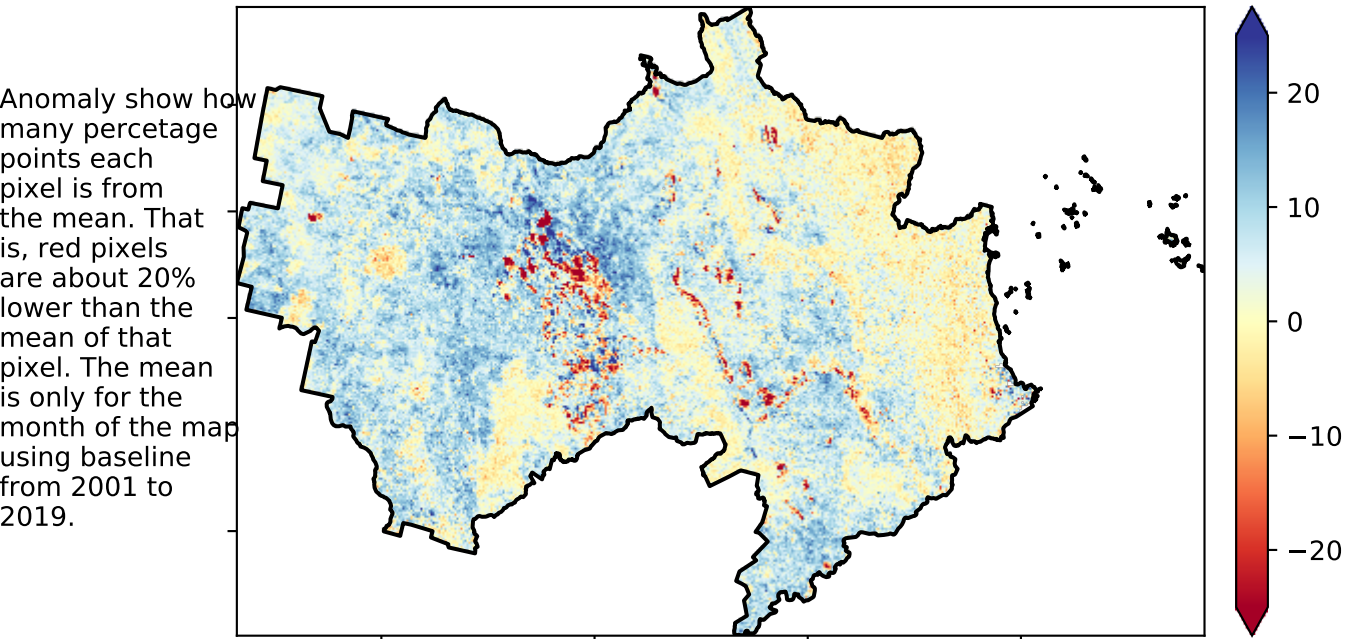 Anomaly show how
many percetage
points each
pixel is from
the mean. That
is, red pixels
are about 20%
lower than the
mean of that
pixel. The mean
is only for the
month of the map
using baseline
from 2001 to
2019.
20
10
0
−10
−20